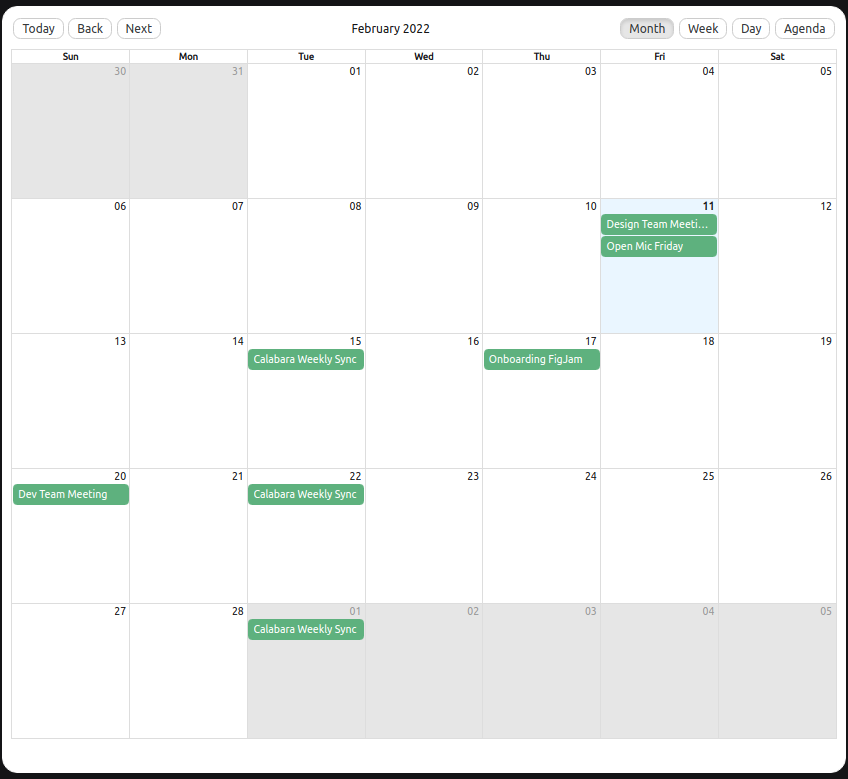 Today Back Next February 2022 Month Week Day Agenda
Sun Mon Tue Wed Thu Fri Sat
30 31 01 02 03 04 05
06 07 08 09 10 11 12
Design Team Meeti...
Open Mic Friday
13 14 15 16 17 18 19
Calabara Weekly Sync Onboarding FigJam
20 21 22 23 24 25 26
Dev Team Meeting Calabara Weekly Sync
27 28 01 02 03 04 05
Calabara Weekly Sync